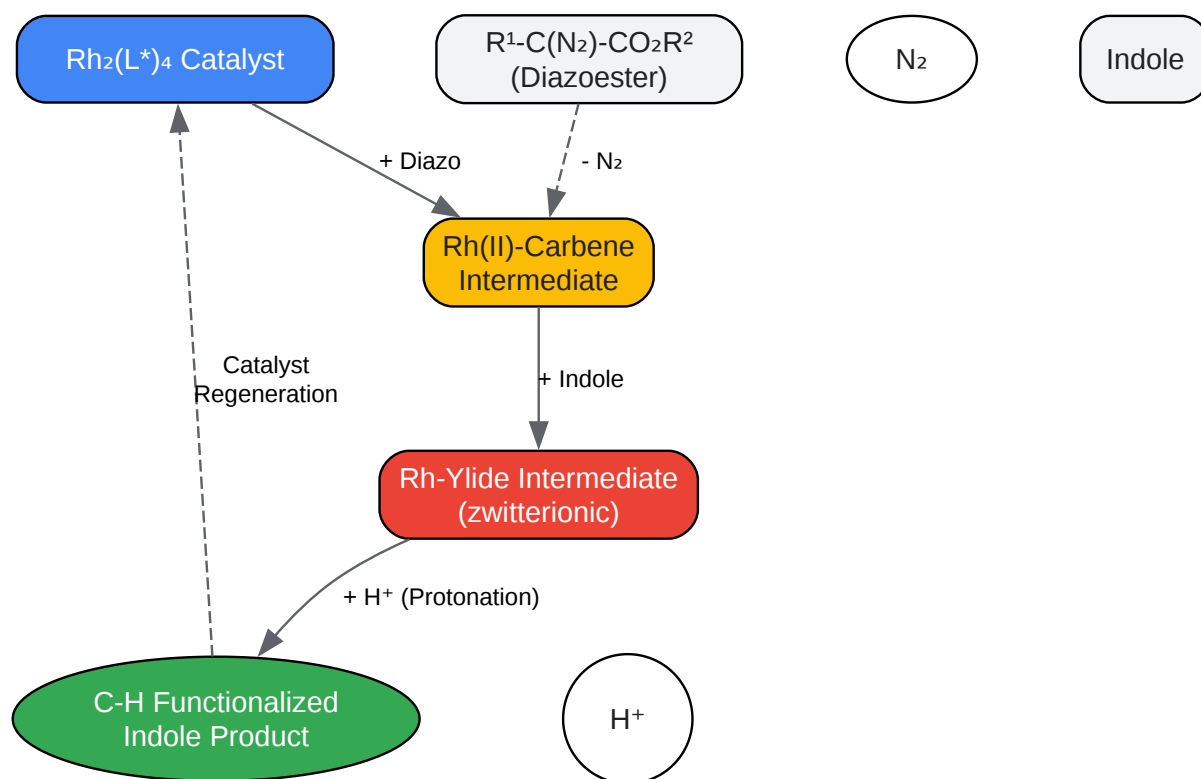 Rh₂(L*)₄ Catalyst
R¹-C(N₂)-CO₂R²
(Diazoester)
N₂
Indole
+ Diazo
- N₂
Rh(II)-Carbene
Intermediate
Catalyst
Regeneration
+ Indole
Rh-Ylide Intermediate
(zwitterionic)
+ H⁺ (Protonation)
C-H Functionalized
Indole Product
H⁺